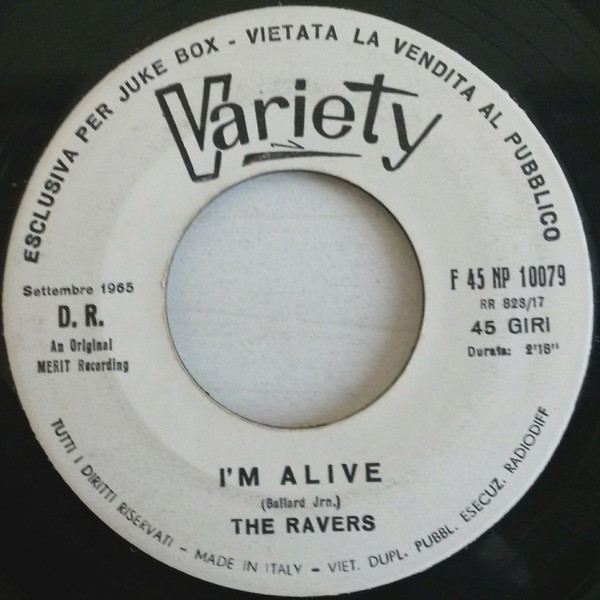 ESCLUSIVA PER JUKE BOX - VIETATA LA VENDITA AL PUBBLICO
Variety
Settembre 1965
D. R.
An Original
MERIT Recording
F 45 NP 10079
RR 823/17
45 GIRI
Durata: 2'18"
I'M ALIVE
(Ballard Jrn.)
THE RAVERS
TUTTI I DIRITTI RISERVATI - MADE IN ITALY - VIET. DUPL. PUBBL. ESECUZ. RADIODIFF